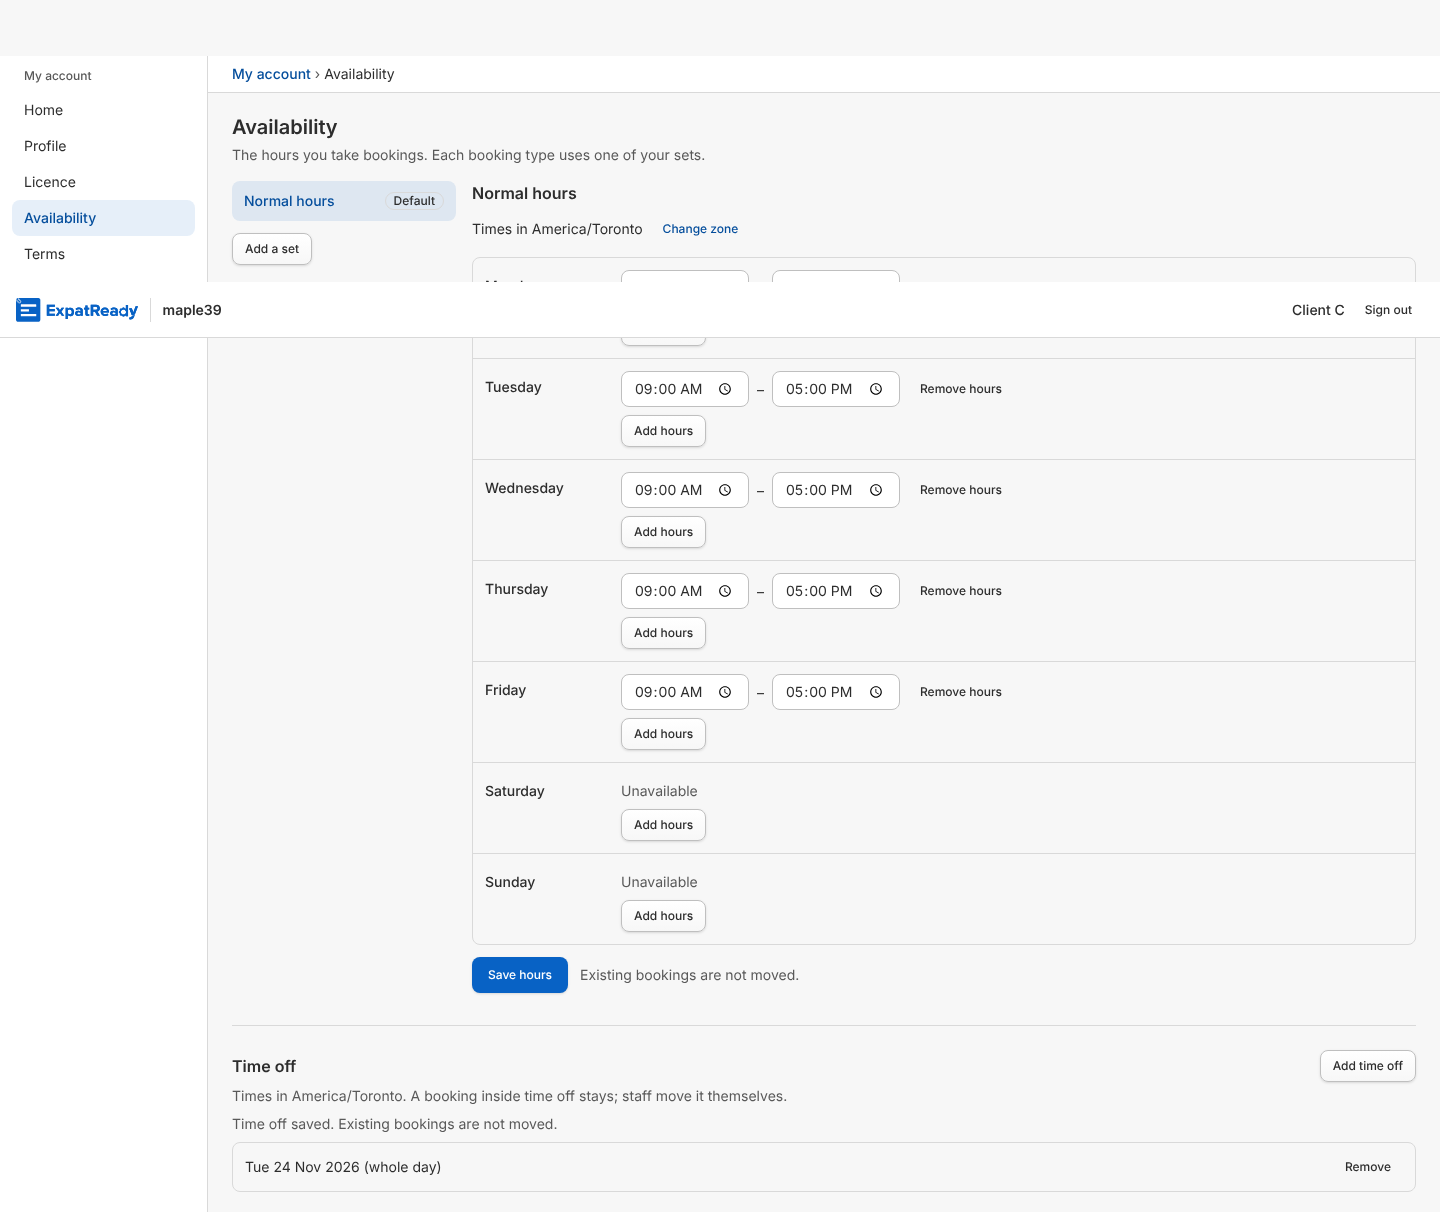 My account
Home
Profile
Licence
Availability
Terms
My account › Availability
Availability
The hours you take bookings. Each booking type uses one of your sets.
Normal hours Default
Add a set
Normal hours
Times in America/Toronto Change zone
ExpatReady maple39 Client C Sign out
Tuesday 09:00 AM – 05:00 PM Remove hours
Add hours
Wednesday 09:00 AM – 05:00 PM Remove hours
Add hours
Thursday 09:00 AM – 05:00 PM Remove hours
Add hours
Friday 09:00 AM – 05:00 PM Remove hours
Add hours
Saturday Unavailable
Add hours
Sunday Unavailable
Add hours
Save hours Existing bookings are not moved.
Time off Add time off
Times in America/Toronto. A booking inside time off stays; staff move it themselves.
Time off saved. Existing bookings are not moved.
Tue 24 Nov 2026 (whole day) Remove